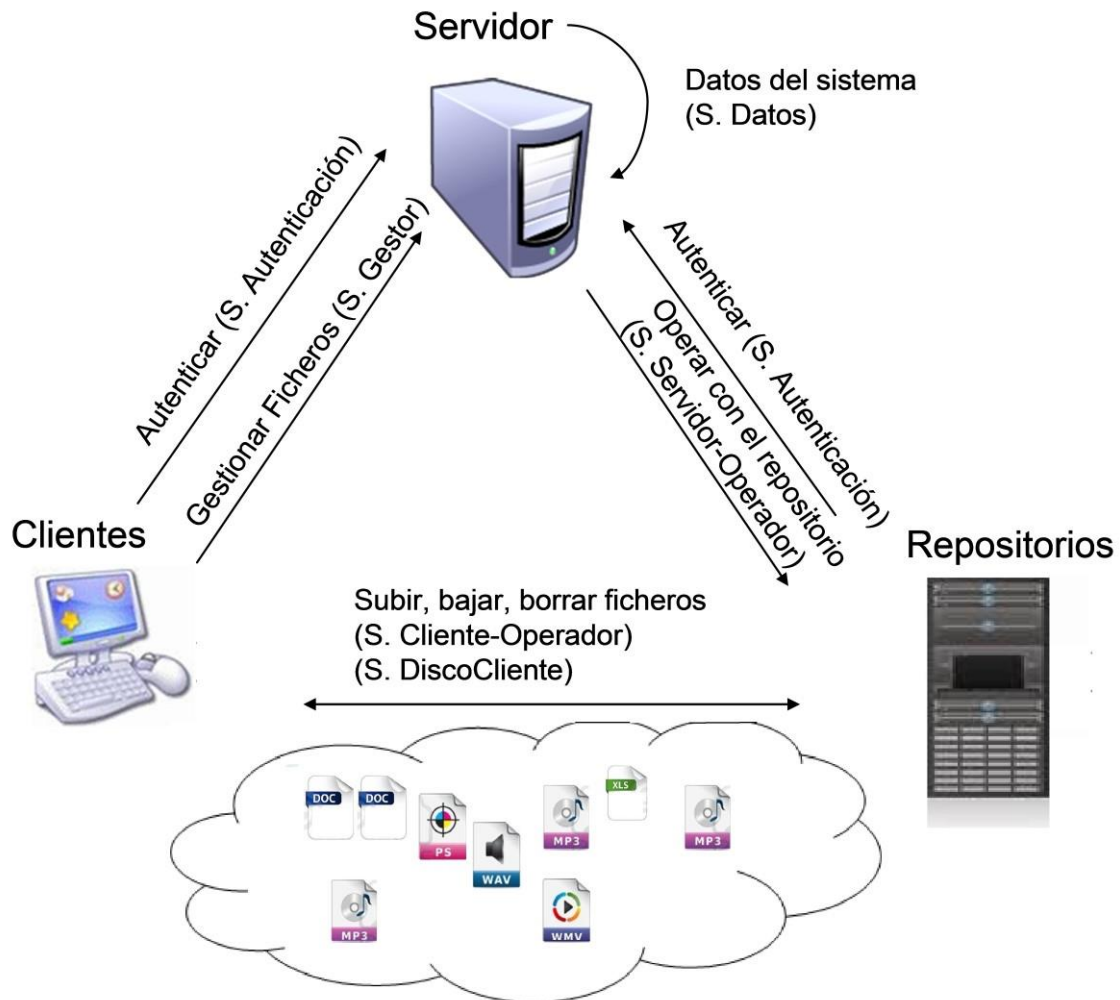 Servidor
Datos del sistema
(S. Datos)
Autenticar (S. Autenticación)
Gestionar Ficheros (S. Gestor)
Autenticar (S. Autenticación)
Operar con el repositorio
(S. Servidor-Operador)
Clientes
Repositorios
Subir, bajar, borrar ficheros
(S. Cliente-Operador)
(S. DiscoCliente)
DOC
DOC
PS
WAV
MP3
XLS
MP3
MP3
WMV